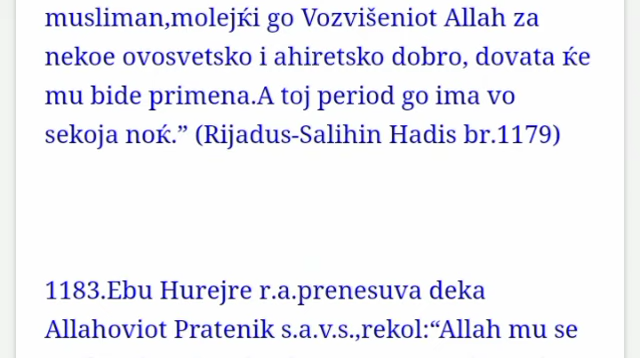 musliman,molejḱi go Vozvišeniot Allah za
nekoe ovosvetsko i ahiretsko dobro, dovata ḱe
mu bide primena.A toj period go ima vo
sekoja noḱ.” (Rijadus-Salihin Hadis br.1179)
1183.Ebu Hurejre r.a.prenesuva deka
Allahoviot Pratenik s.a.v.s.,rekol:“Allah mu se